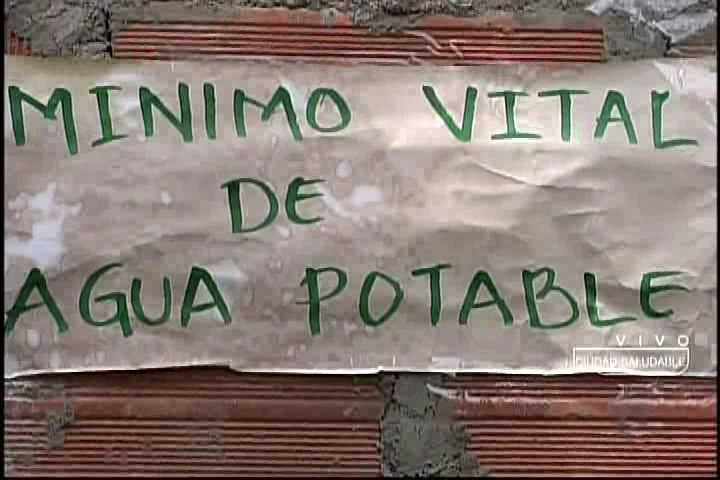 MINIMO VITAL
DE
AGUA POTABLE
VIVO
CIUDAD SALUDABLE